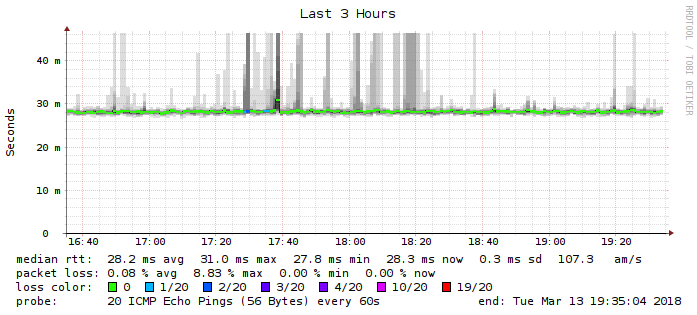 Last 3 Hours
RRDTOOL / TOBI OETIKER
Seconds
40 m
30 m
20 m
10 m
0
16:40 17:00 17:20 17:40 18:00 18:20 18:40 19:00 19:20
median rtt: 28.2 ms avg 31.0 ms max 27.8 ms min 28.3 ms now 0.3 ms sd 107.3 am/s
packet loss: 0.08 % avg 8.83 % max 0.00 % min 0.00 % now
loss color: 0 1/20 2/20 3/20 4/20 10/20 19/20
probe: 20 ICMP Echo Pings (56 Bytes) every 60s end: Tue Mar 13 19:35:04 2018